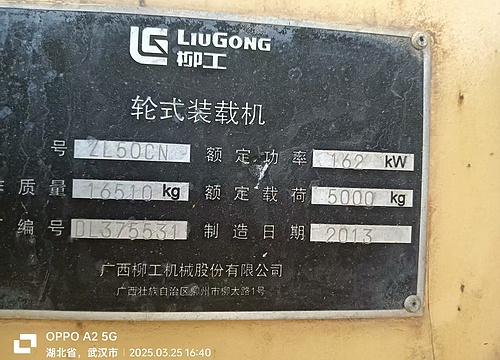 LG LIUGONG
柳工
轮式装载机
号 ZL50CN 额定功率 162 kW
质量 16510 kg 额定载荷 5000 kg
编号 DL375531 制造日期 2013
广西柳工机械股份有限公司
广西壮族自治区柳州市柳太路1号
OPPO A2 5G
湖北省，武汉市 | 2025.03.25 16:40